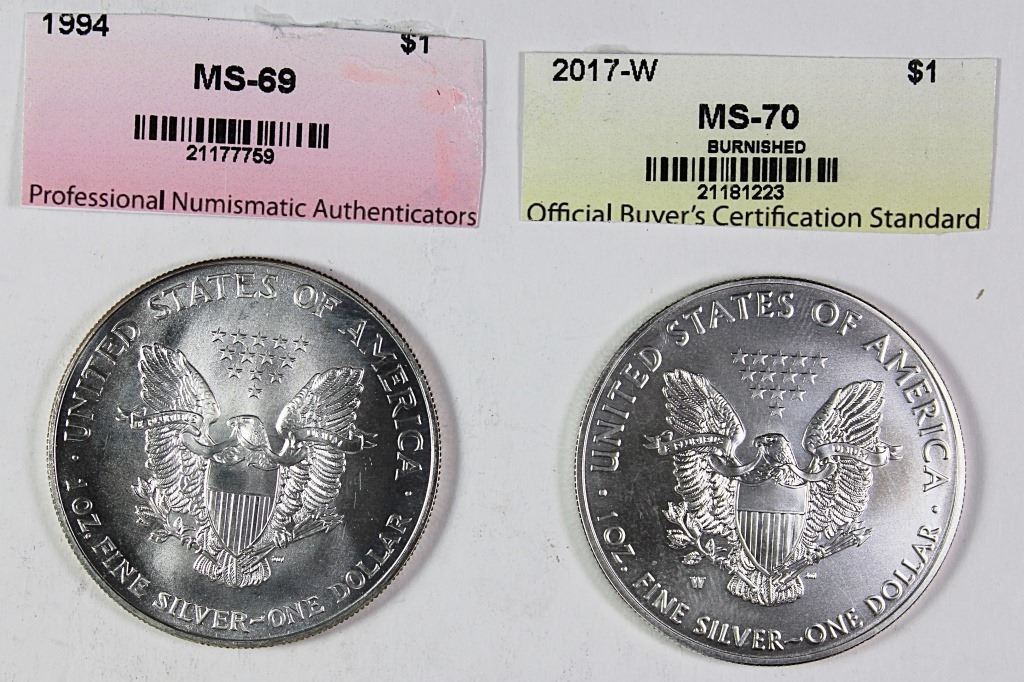 1994 $1
MS-69
21177759
Professional Numismatic Authenticators
2017-W $1
MS-70
BURNISHED
21181223
Official Buyer's Certification Standard
UNITED STATES OF AMERICA
1 OZ. FINE SILVER~ONE DOLLAR
UNITED STATES OF AMERICA
W
1 OZ. FINE SILVER~ONE DOLLAR